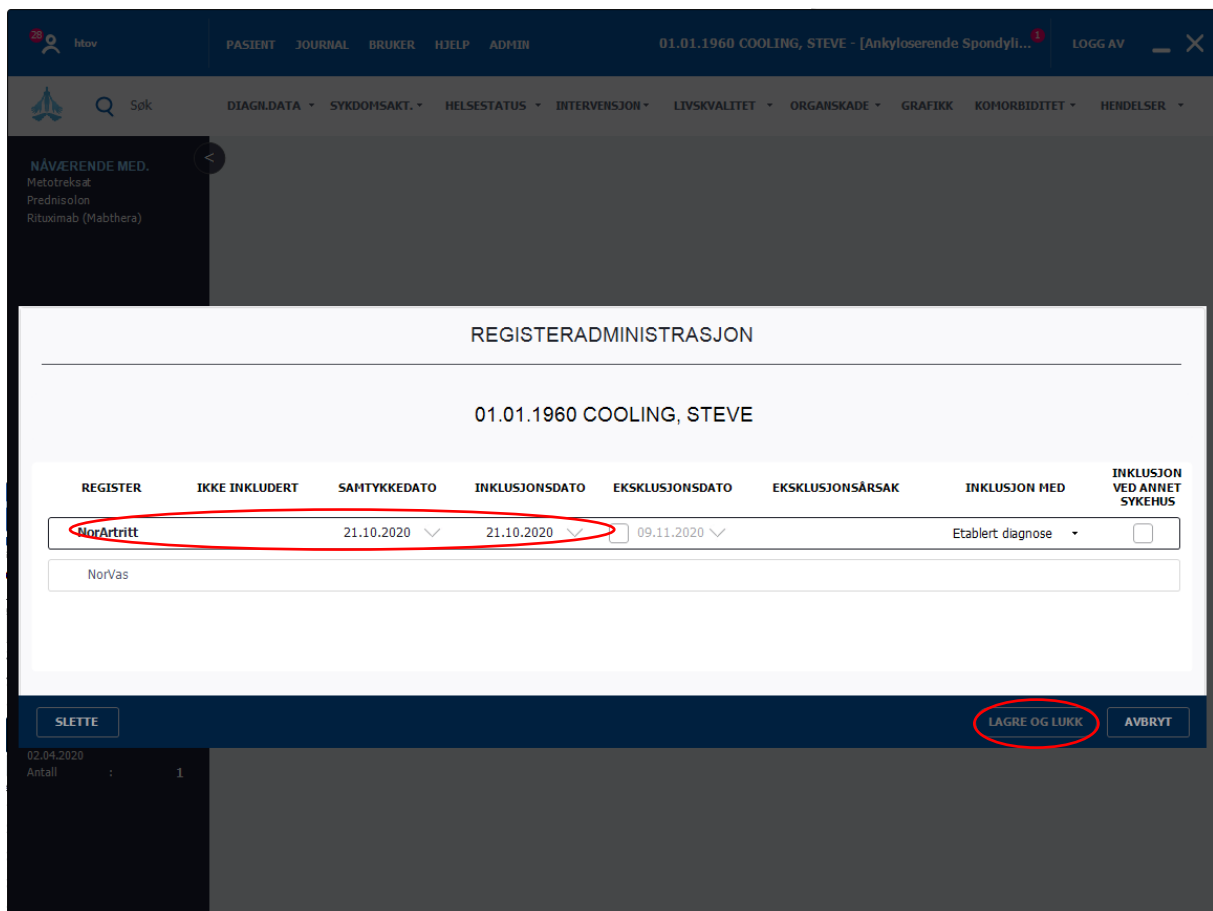 28
htov
PASIENT JOURNAL BRUKER HJELP ADMIN
01.01.1960 COOLING, STEVE - [Ankyloserende Spondyli...
1
LOGG AV
Søk
DIAGN.DATA SYKDOMSAKT. HELSESTATUS INTERVENSJON LIVSKVALITET ORGANSKADE GRAFIKK KOMORBIDITET HENDELSER
<
NÅVÆRENDE MED.
Metotreksat
Prednisolon
Rituximab (Mabthera)
REGISTERADMINISTRASJON
01.01.1960 COOLING, STEVE
REGISTER IKKE INKLUDERT SAMTYKKEDATO INKLUSJONSDATO EKSKLUSJONSDATO EKSKLUSJONSÅRSAK INKLUSJON MED
INKLUSJON
VED ANNET
SYKEHUS
NorArtritt 21.10.2020 21.10.2020 09.11.2020 Etablert diagnose
NorVas
SLETTE LAGRE OG LUKK AVBRYT
02.04.2020
Antall : 1